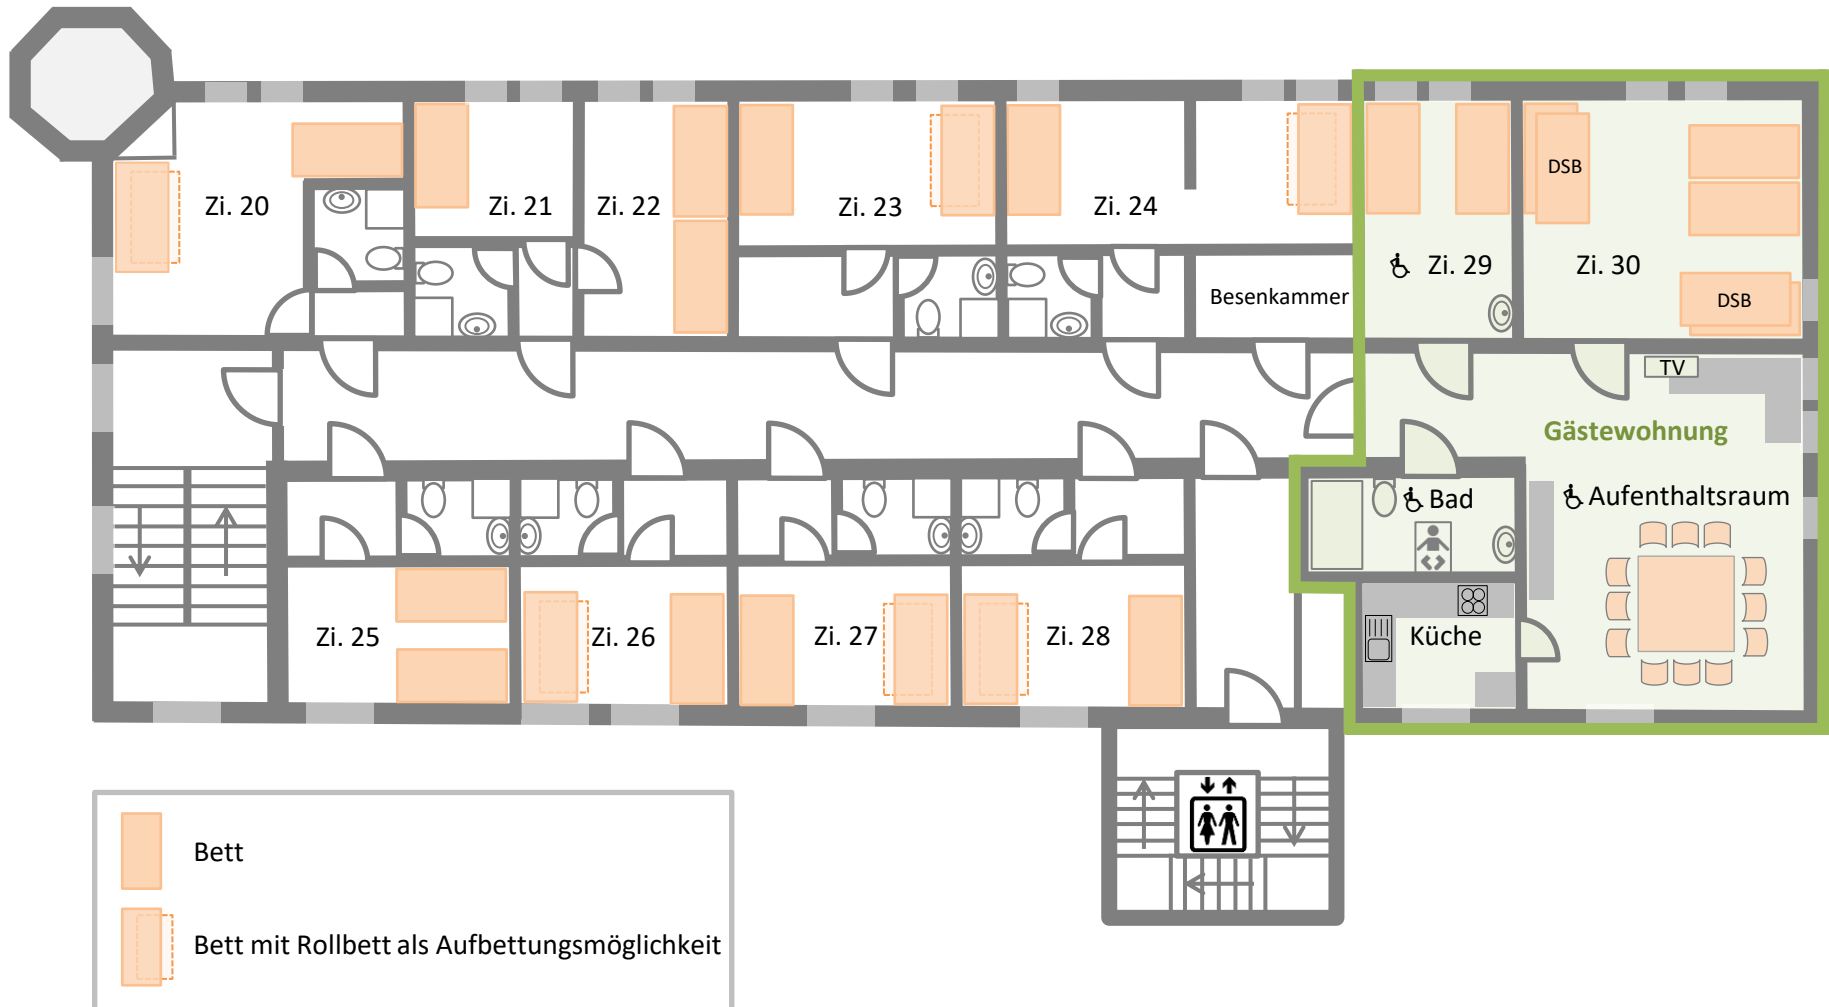 Zi. 20
Zi. 21
Zi. 22
Zi. 23
Zi. 24
Besenkammer
Zi. 29
Zi. 30
DSB
DSB
TV
Gästewohnung
Aufenthaltsraum
Bad
Küche
Zi. 25
Zi. 26
Zi. 27
Zi. 28
Bett
Bett mit Rollbett als Aufbettungsmöglichkeit